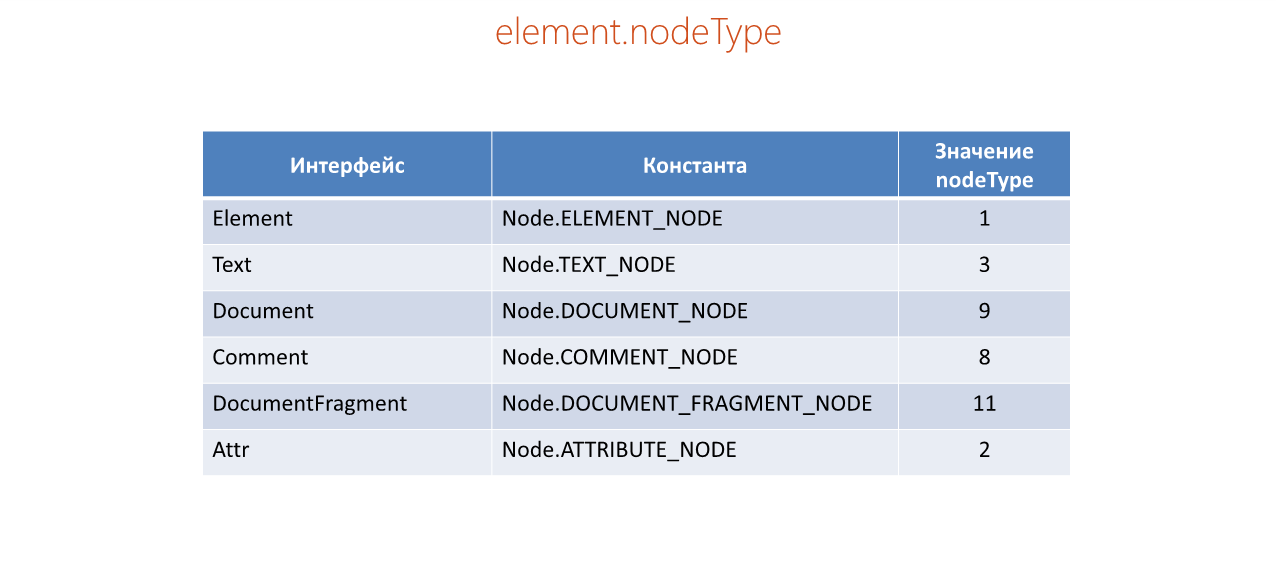 element.nodeType
Интерфейс Константа Значение
nodeType
Element Node.ELEMENT_NODE 1
Text Node.TEXT_NODE 3
Document Node.DOCUMENT_NODE 9
Comment Node.COMMENT_NODE 8
DocumentFragment Node.DOCUMENT_FRAGMENT_NODE 11
Attr Node.ATTRIBUTE_NODE 2